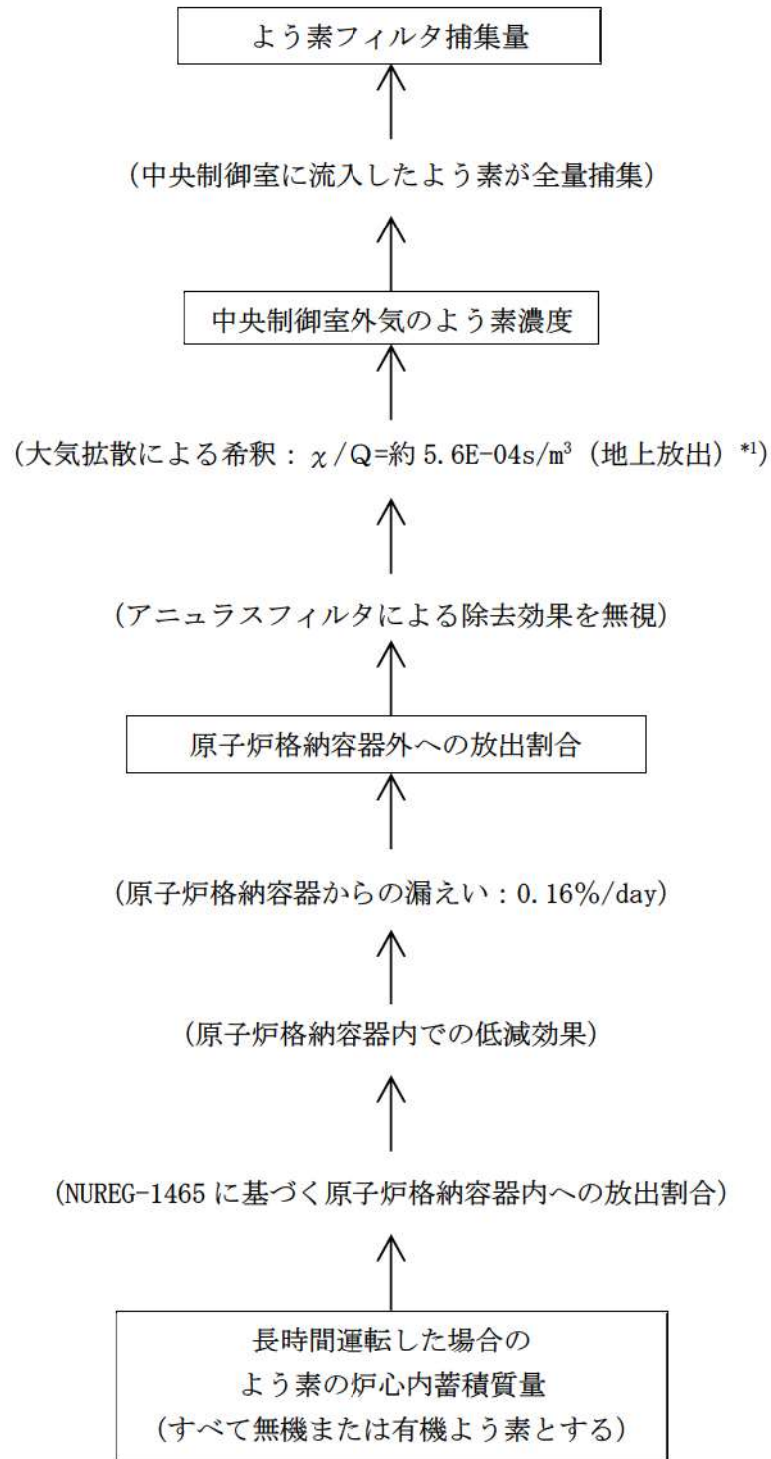 よう素フィルタ捕集量
(中央制御室に流入したよう素が全量捕集)
中央制御室外気のよう素濃度
(大気拡散による希釈:χ/Q=約5.6E-04s/m³(地上放出)*1)
(アニュラスフィルタによる除去効果を無視)
原子炉格納容器外への放出割合
(原子炉格納容器からの漏えい:0.16%/day)
(原子炉格納容器内での低減効果)
(NUREG-1465に基づく原子炉格納容器内への放出割合)
長時間運転した場合の
よう素の炉心内蓄積質量
(すべて無機または有機よう素とする)